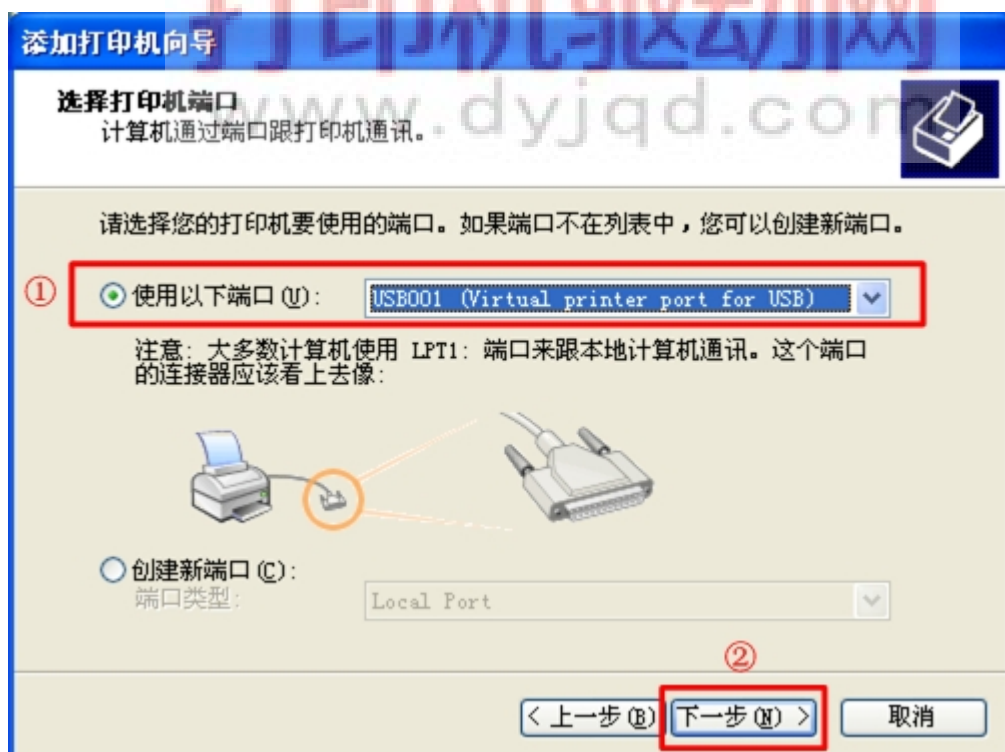 打印机驱动网
添加打印机向导
www.dyjqd.com
选择打印机端口
计算机通过端口跟打印机通讯。
请选择您的打印机要使用的端口。如果端口不在列表中，您可以创建新端口。
① 使用以下端口(U): USB001 (Virtual printer port for USB)
注意: 大多数计算机使用 LPT1: 端口来跟本地计算机通讯。这个端口
的连接器应该看上去像:
创建新端口(C):
端口类型: Local Port
②
< 上一步(B) 下一步(N) > 取消